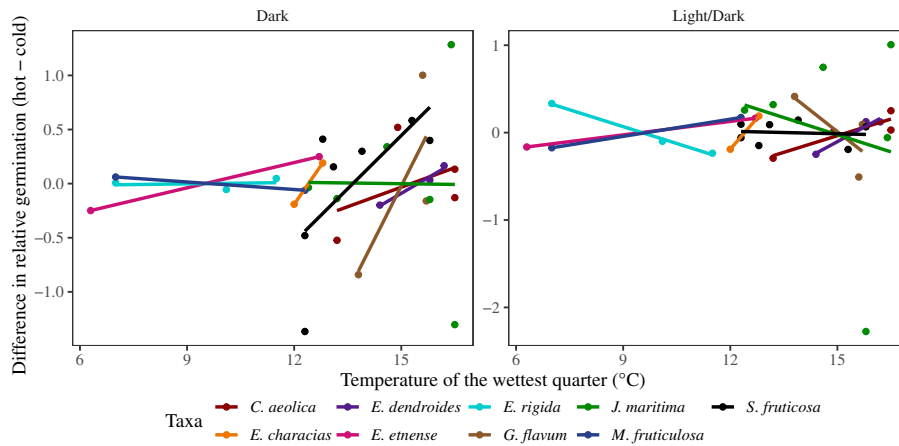 Dark
Light/Dark
Difference in relative germination (hot − cold)
1.0
0.5
0.0
−0.5
−1.0
1
0
−1
−2
6
9
12
15
6
9
12
15
Temperature of the wettest quarter (°C)
Taxa
C. aeolica
E. dendroides
E. rigida
J. maritima
S. fruticosa
E. characias
E. etnense
G. flavum
M. fruticulosa